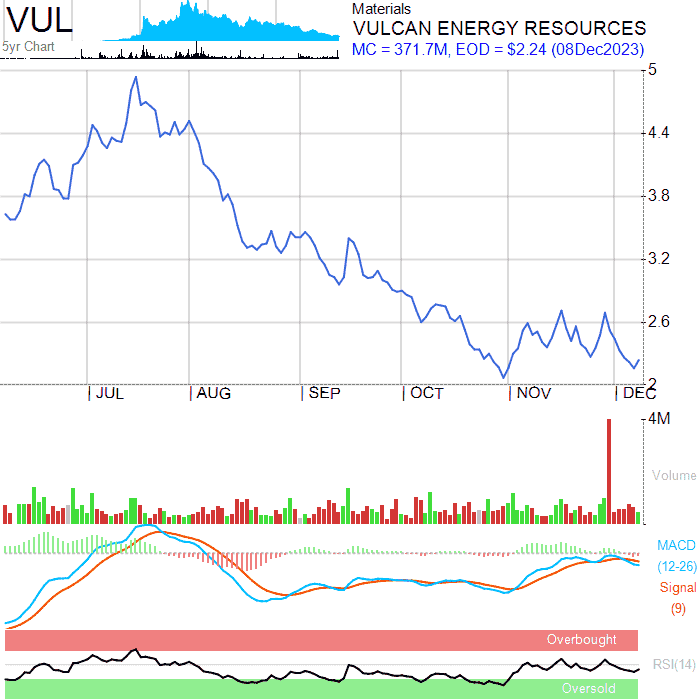 VUL
5yr Chart
Materials
VULCAN ENERGY RESOURCES
MC = 371.7M, EOD = $2.24 (08Dec2023)
5
4.4
3.8
3.2
2.6
2
JUL AUG SEP OCT NOV DEC
4M
Volume
MACD
(12-26)
Signal
(9)
Overbought
RSI(14)
Oversold